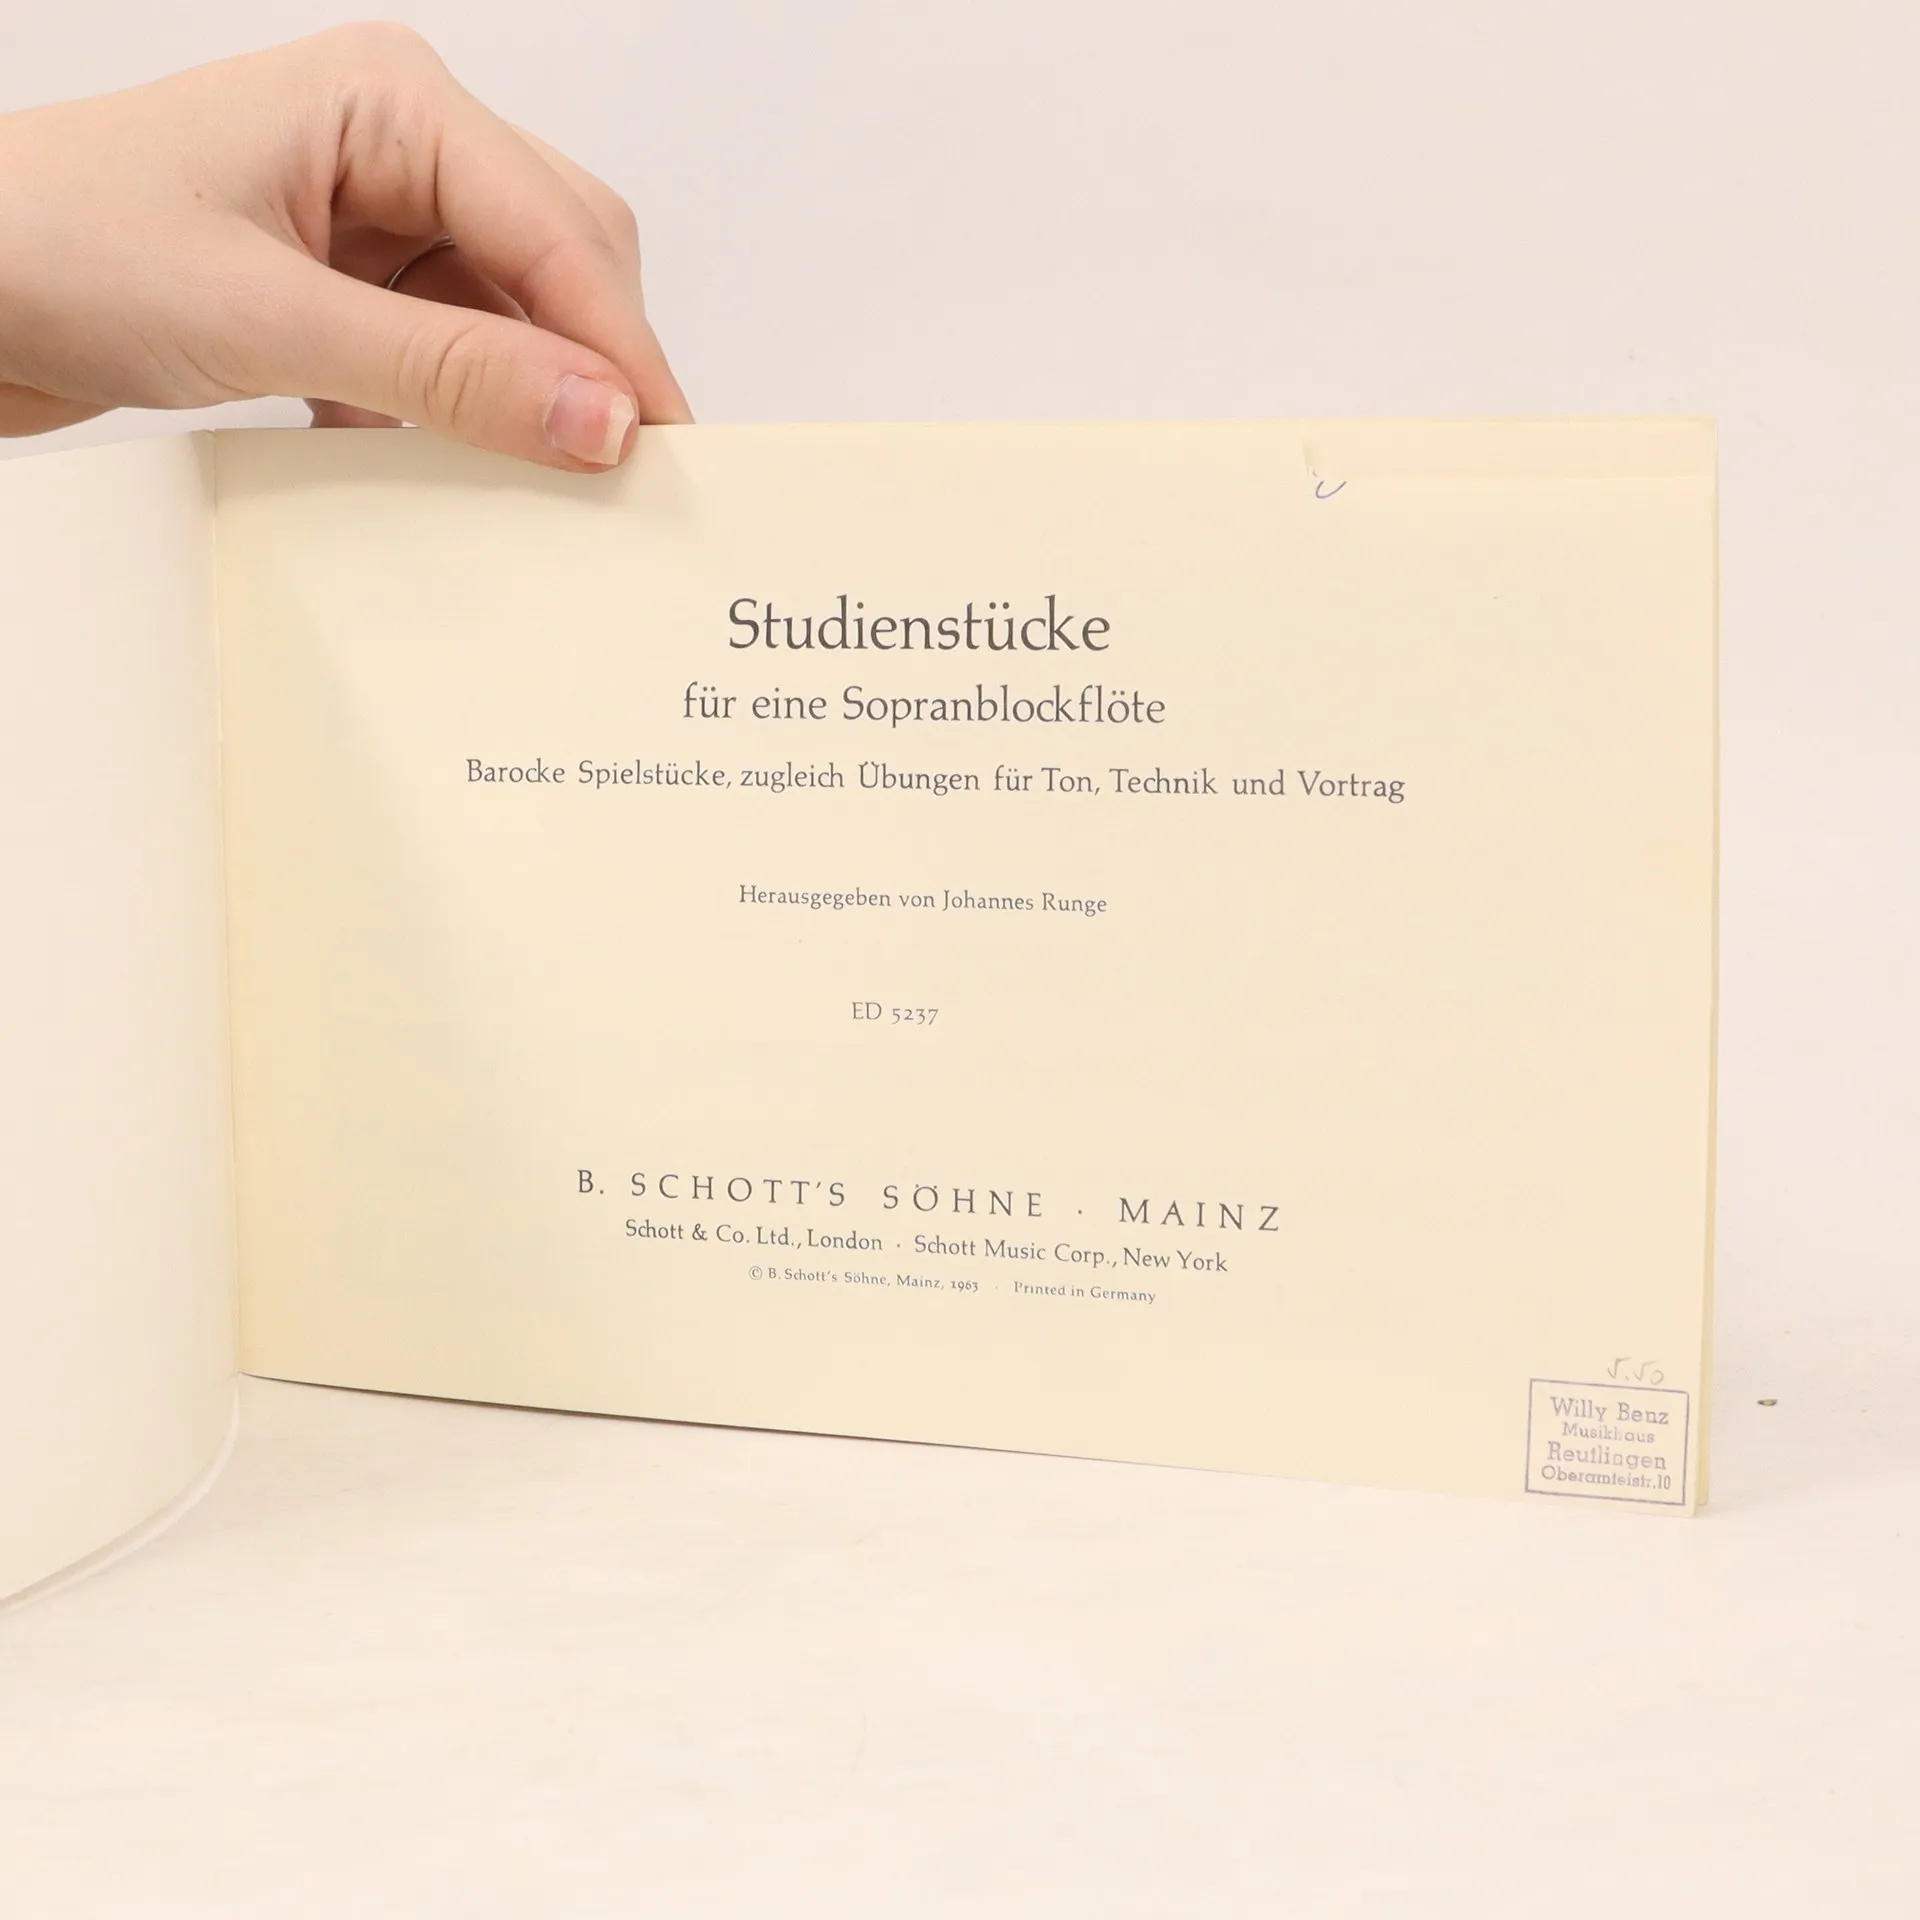 Studienstücke
für eine Sopranblockflöte
Barocke Spielstücke, zugleich Übungen für Ton, Technik und Vortrag
Herausgegeben von Johannes Runge
ED 5237
B. SCHOTT'S SÖHNE · MAINZ
Schott & Co. Ltd., London · Schott Music Corp., New York
© B. Schott's Söhne, Mainz, 1963 · Printed in Germany
5.50
Willy Benz
Musikhaus
Reutlingen
Oberamteistr.10